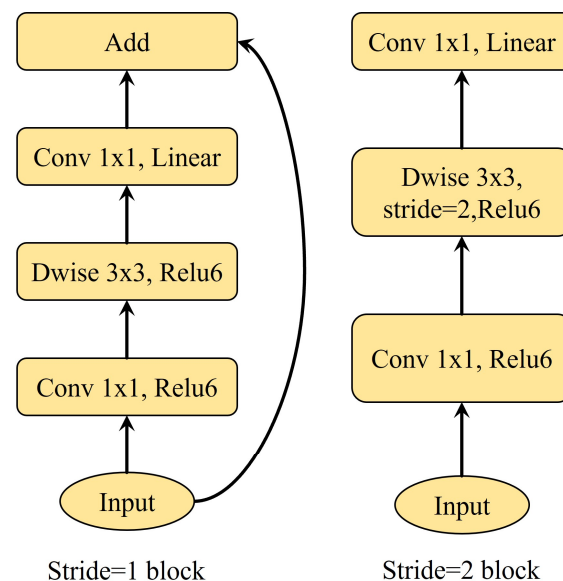 Add
Conv 1x1, Linear
Dwise 3x3, Relu6
Conv 1x1, Relu6
Input
Stride=1 block
Conv 1x1, Linear
Dwise 3x3,
stride=2,Relu6
Conv 1x1, Relu6
Input
Stride=2 block